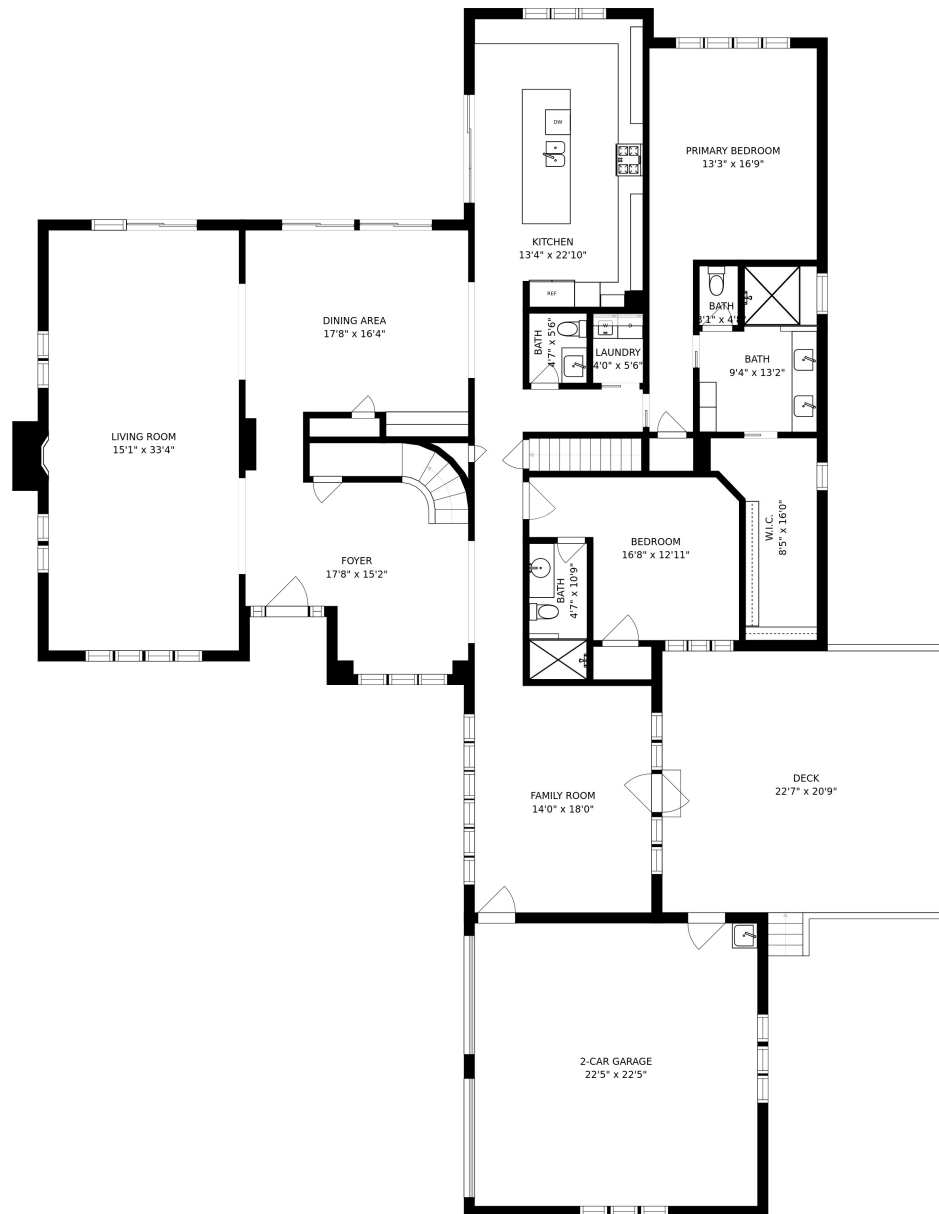 DW
PRIMARY BEDROOM
13'3" x 16'9"
KITCHEN
13'4" x 22'10"
REF
BATH
3'1" x 4'8"
DINING AREA
17'8" x 16'4"
BATH
4'7" x 5'6"
W
D
LAUNDRY
4'0" x 5'6"
BATH
9'4" x 13'2"
LIVING ROOM
15'1" x 33'4"
W.I.C.
8'5" x 16'0"
BEDROOM
16'8" x 12'11"
FOYER
17'8" x 15'2"
BATH
4'7" x 10'9"
DECK
22'7" x 20'9"
FAMILY ROOM
14'0" x 18'0"
2-CAR GARAGE
22'5" x 22'5"